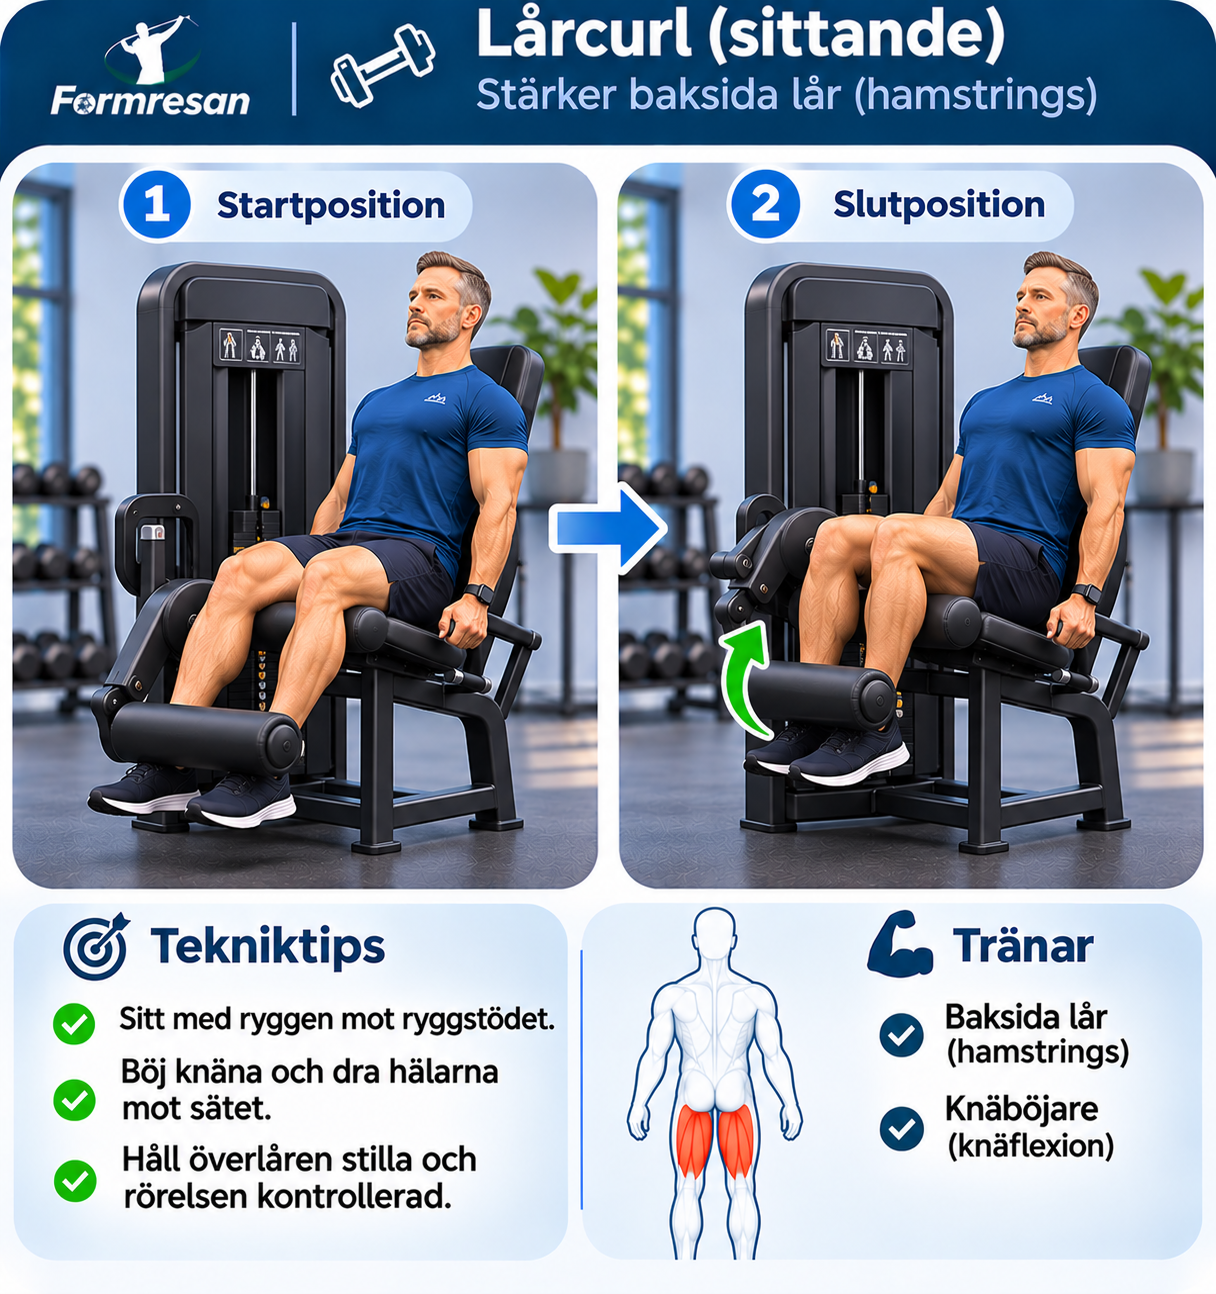 Formresan
Lårcurl (sittande)
Stärker baksida lår (hamstrings)
1 Startposition
2 Slutposition
Tekniktips
Sitt med ryggen mot ryggstödet.
Böj knäna och dra hälarna
mot sätet.
Håll överlåren stilla och
rörelsen kontrollerad.
Tränar
Baksida lår
(hamstrings)
Knäböjare
(knäflexion)